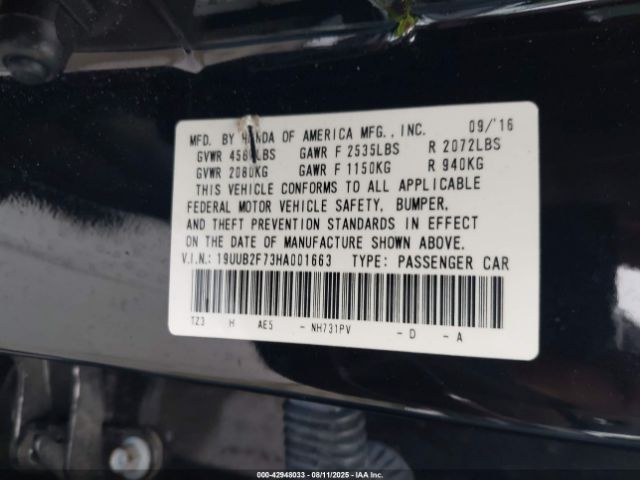 MFD. BY HONDA OF AMERICA MFG., INC. 09/'16
GVWR 4586LBS GAWR F 2535LBS R 2072LBS
GVWR 2080KG GAWR F 1150KG R 940KG
THIS VEHICLE CONFORMS TO ALL APPLICABLE
FEDERAL MOTOR VEHICLE SAFETY, BUMPER,
AND THEFT PREVENTION STANDARDS IN EFFECT
ON THE DATE OF MANUFACTURE SHOWN ABOVE.
V.I.N.: 19UUB2F73HA001663 TYPE: PASSENGER CAR
TZ3 H AE5 - NH731PV - D - A
000-42948033 - 08/11/2025 - IAA Inc.